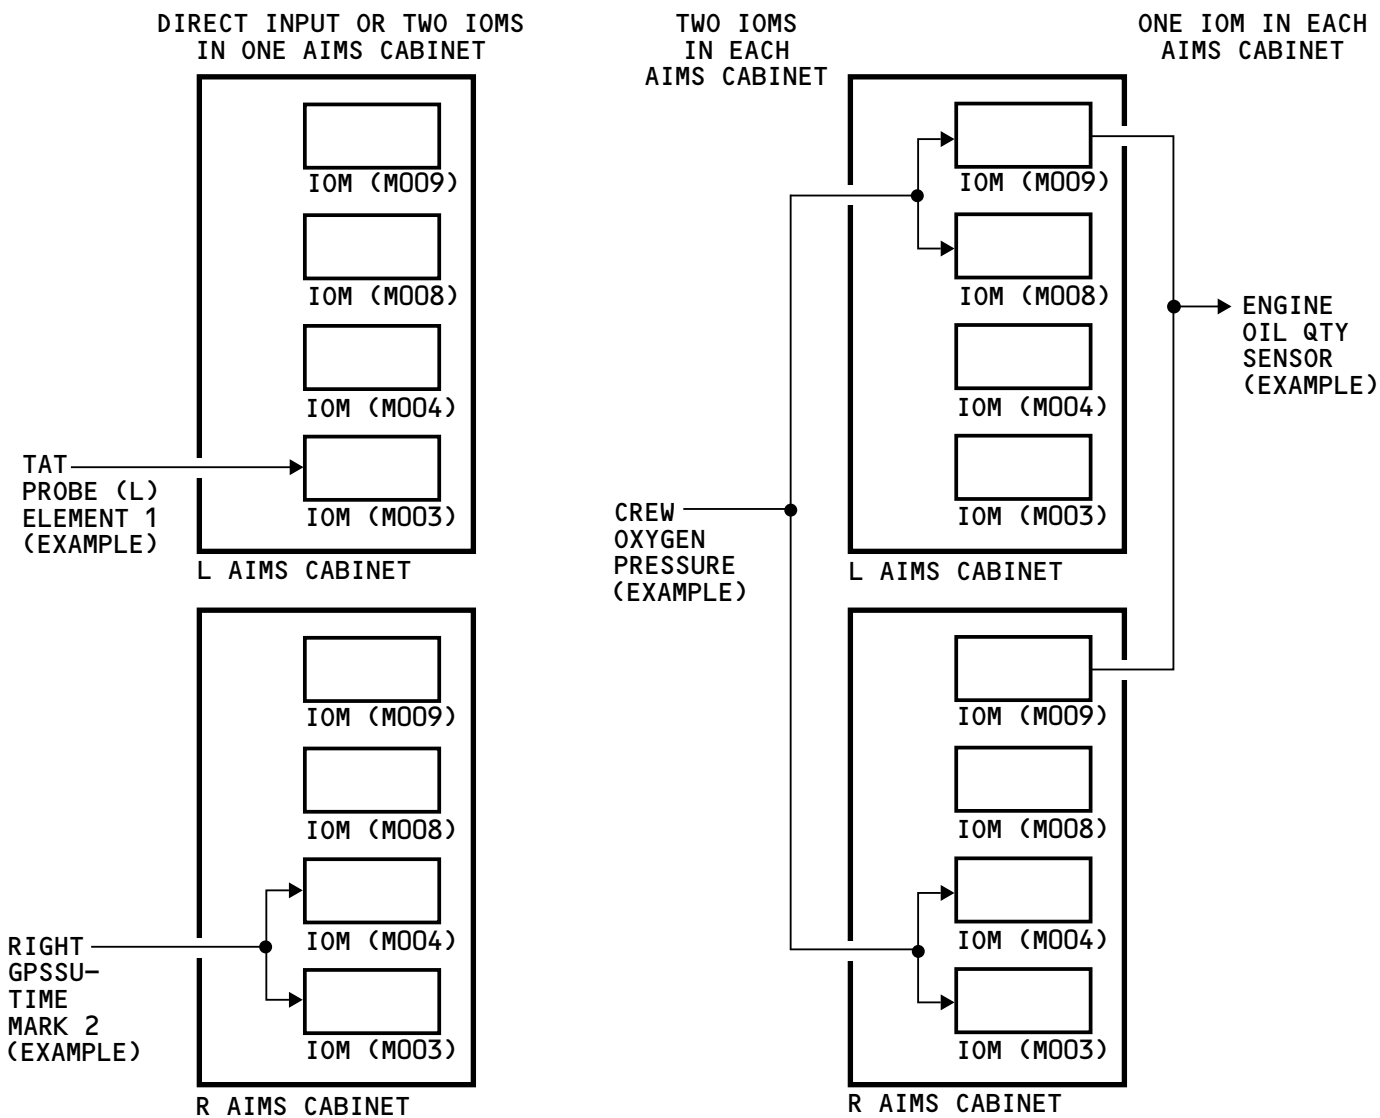 DIRECT INPUT OR TWO IOMS
IN ONE AIMS CABINET
IOM (M009)
IOM (M008)
IOM (M004)
TAT
PROBE (L)
ELEMENT 1
(EXAMPLE)
IOM (M003)
L AIMS CABINET
IOM (M009)
IOM (M008)
IOM (M004)
RIGHT
GPSSU-
TIME
MARK 2
(EXAMPLE)
IOM (M003)
R AIMS CABINET
TWO IOMS
IN EACH
AIMS CABINET
ONE IOM IN EACH
AIMS CABINET
IOM (M009)
IOM (M008)
IOM (M004)
IOM (M003)
ENGINE
OIL QTY
SENSOR
(EXAMPLE)
CREW
OXYGEN
PRESSURE
(EXAMPLE)
L AIMS CABINET
IOM (M009)
IOM (M008)
IOM (M004)
IOM (M003)
R AIMS CABINET